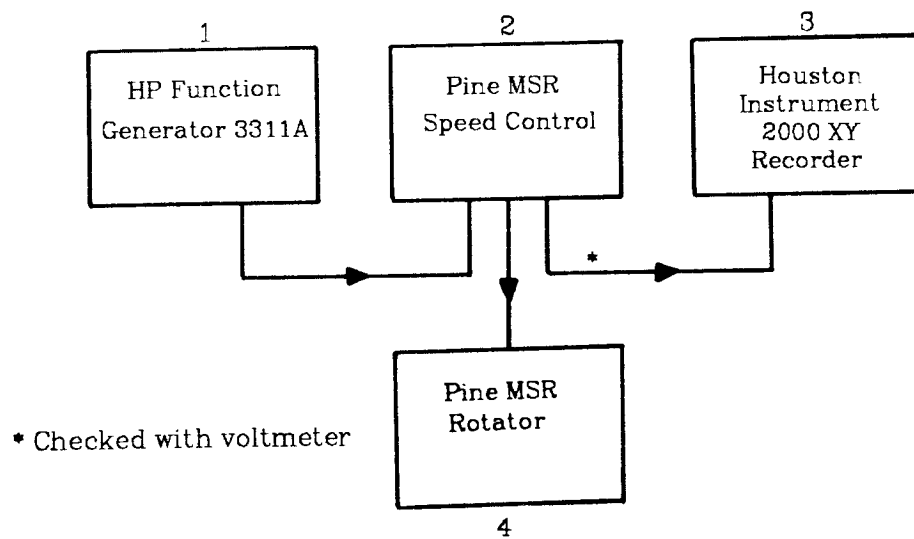 1
HP Function
Generator 3311A
2
Pine MSR
Speed Control
3
Houston
Instrument
2000 XY
Recorder
*
Pine MSR
Rotator
4
* Checked with voltmeter